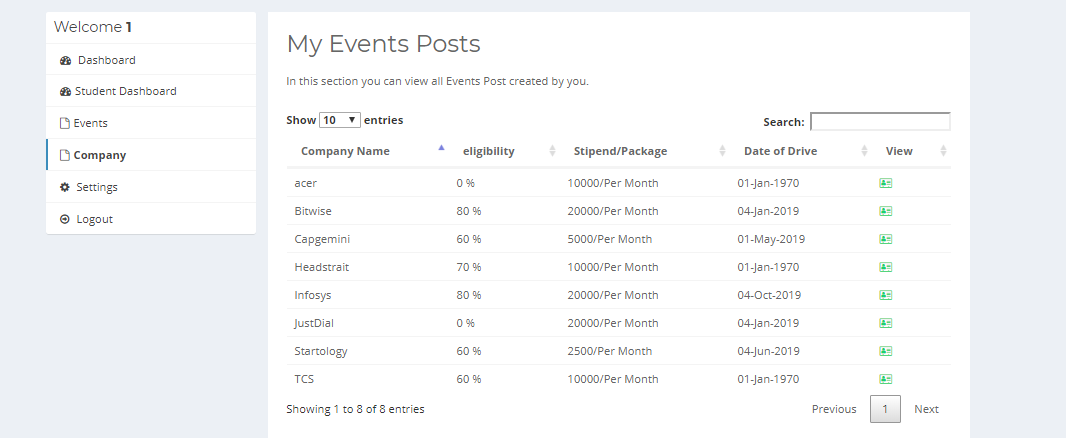 Welcome 1
Dashboard
Student Dashboard
Events
Company
Settings
Logout
My Events Posts
In this section you can view all Events Post created by you.
Show 10 entries
Search:
Company Name eligibility Stipend/Package Date of Drive View
acer 0 % 10000/Per Month 01-Jan-1970
Bitwise 80 % 20000/Per Month 04-Jan-2019
Capgemini 60 % 5000/Per Month 01-May-2019
Headstrait 70 % 10000/Per Month 01-Jan-1970
Infosys 80 % 20000/Per Month 04-Oct-2019
JustDial 0 % 20000/Per Month 04-Jan-2019
Startology 60 % 2500/Per Month 04-Jun-2019
TCS 60 % 10000/Per Month 01-Jan-1970
Showing 1 to 8 of 8 entries
Previous 1 Next